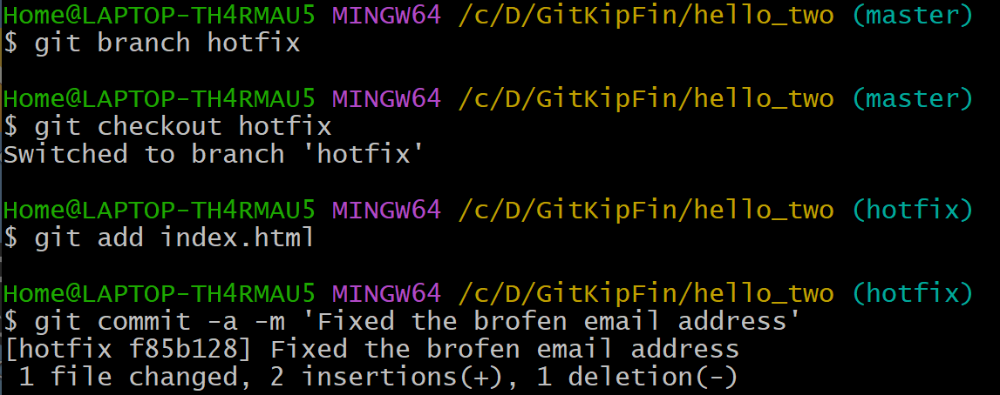 Home@LAPTOP-TH4RMAU5 MINGW64 /c/D/GitKipFin/hello_two (master)
$ git branch hotfix
Home@LAPTOP-TH4RMAU5 MINGW64 /c/D/GitKipFin/hello_two (master)
$ git checkout hotfix
Switched to branch 'hotfix'
Home@LAPTOP-TH4RMAU5 MINGW64 /c/D/GitKipFin/hello_two (hotfix)
$ git add index.html
Home@LAPTOP-TH4RMAU5 MINGW64 /c/D/GitKipFin/hello_two (hotfix)
$ git commit -a -m 'Fixed the brofen email address'
[hotfix f85b128] Fixed the brofen email address
 1 file changed, 2 insertions(+), 1 deletion(-)